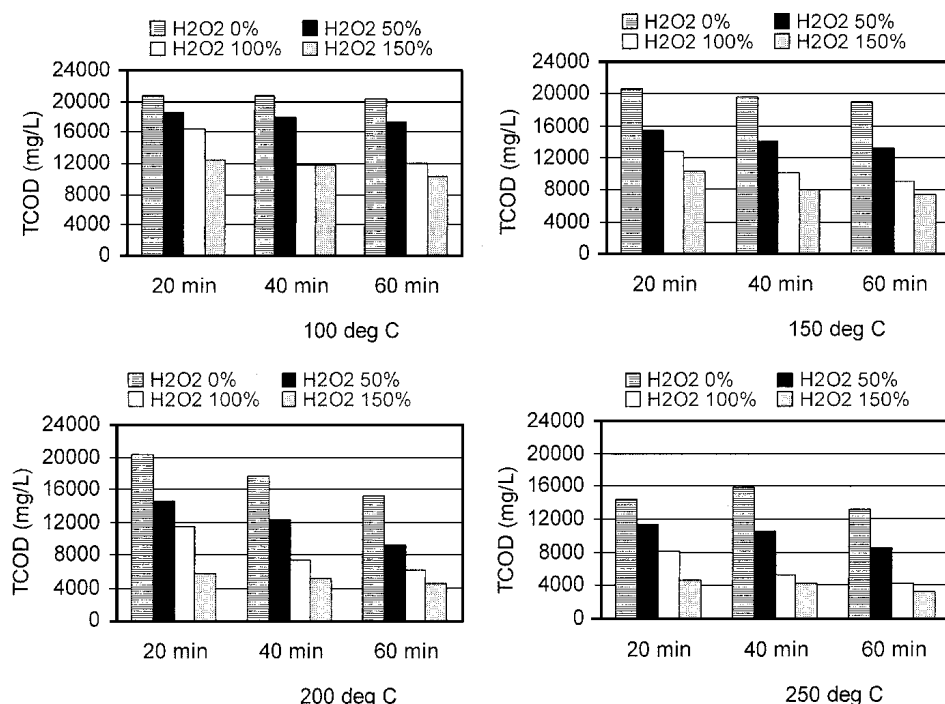 H2O2 0% H2O2 50%
H2O2 100% H2O2 150%
TCOD (mg/L)
24000
20000
16000
12000
8000
4000
0
20 min 40 min 60 min
100 deg C
H2O2 0% H2O2 50%
H2O2 100% H2O2 150%
TCOD (mg/L)
24000
20000
16000
12000
8000
4000
0
20 min 40 min 60 min
150 deg C
H2O2 0% H2O2 50%
H2O2 100% H2O2 150%
TCOD (mg/L)
24000
20000
16000
12000
8000
4000
0
20 min 40 min 60 min
200 deg C
H2O2 0% H2O2 50%
H2O2 100% H2O2 150%
TCOD (mg/L)
24000
20000
16000
12000
8000
4000
0
20 min 40 min 60 min
250 deg C